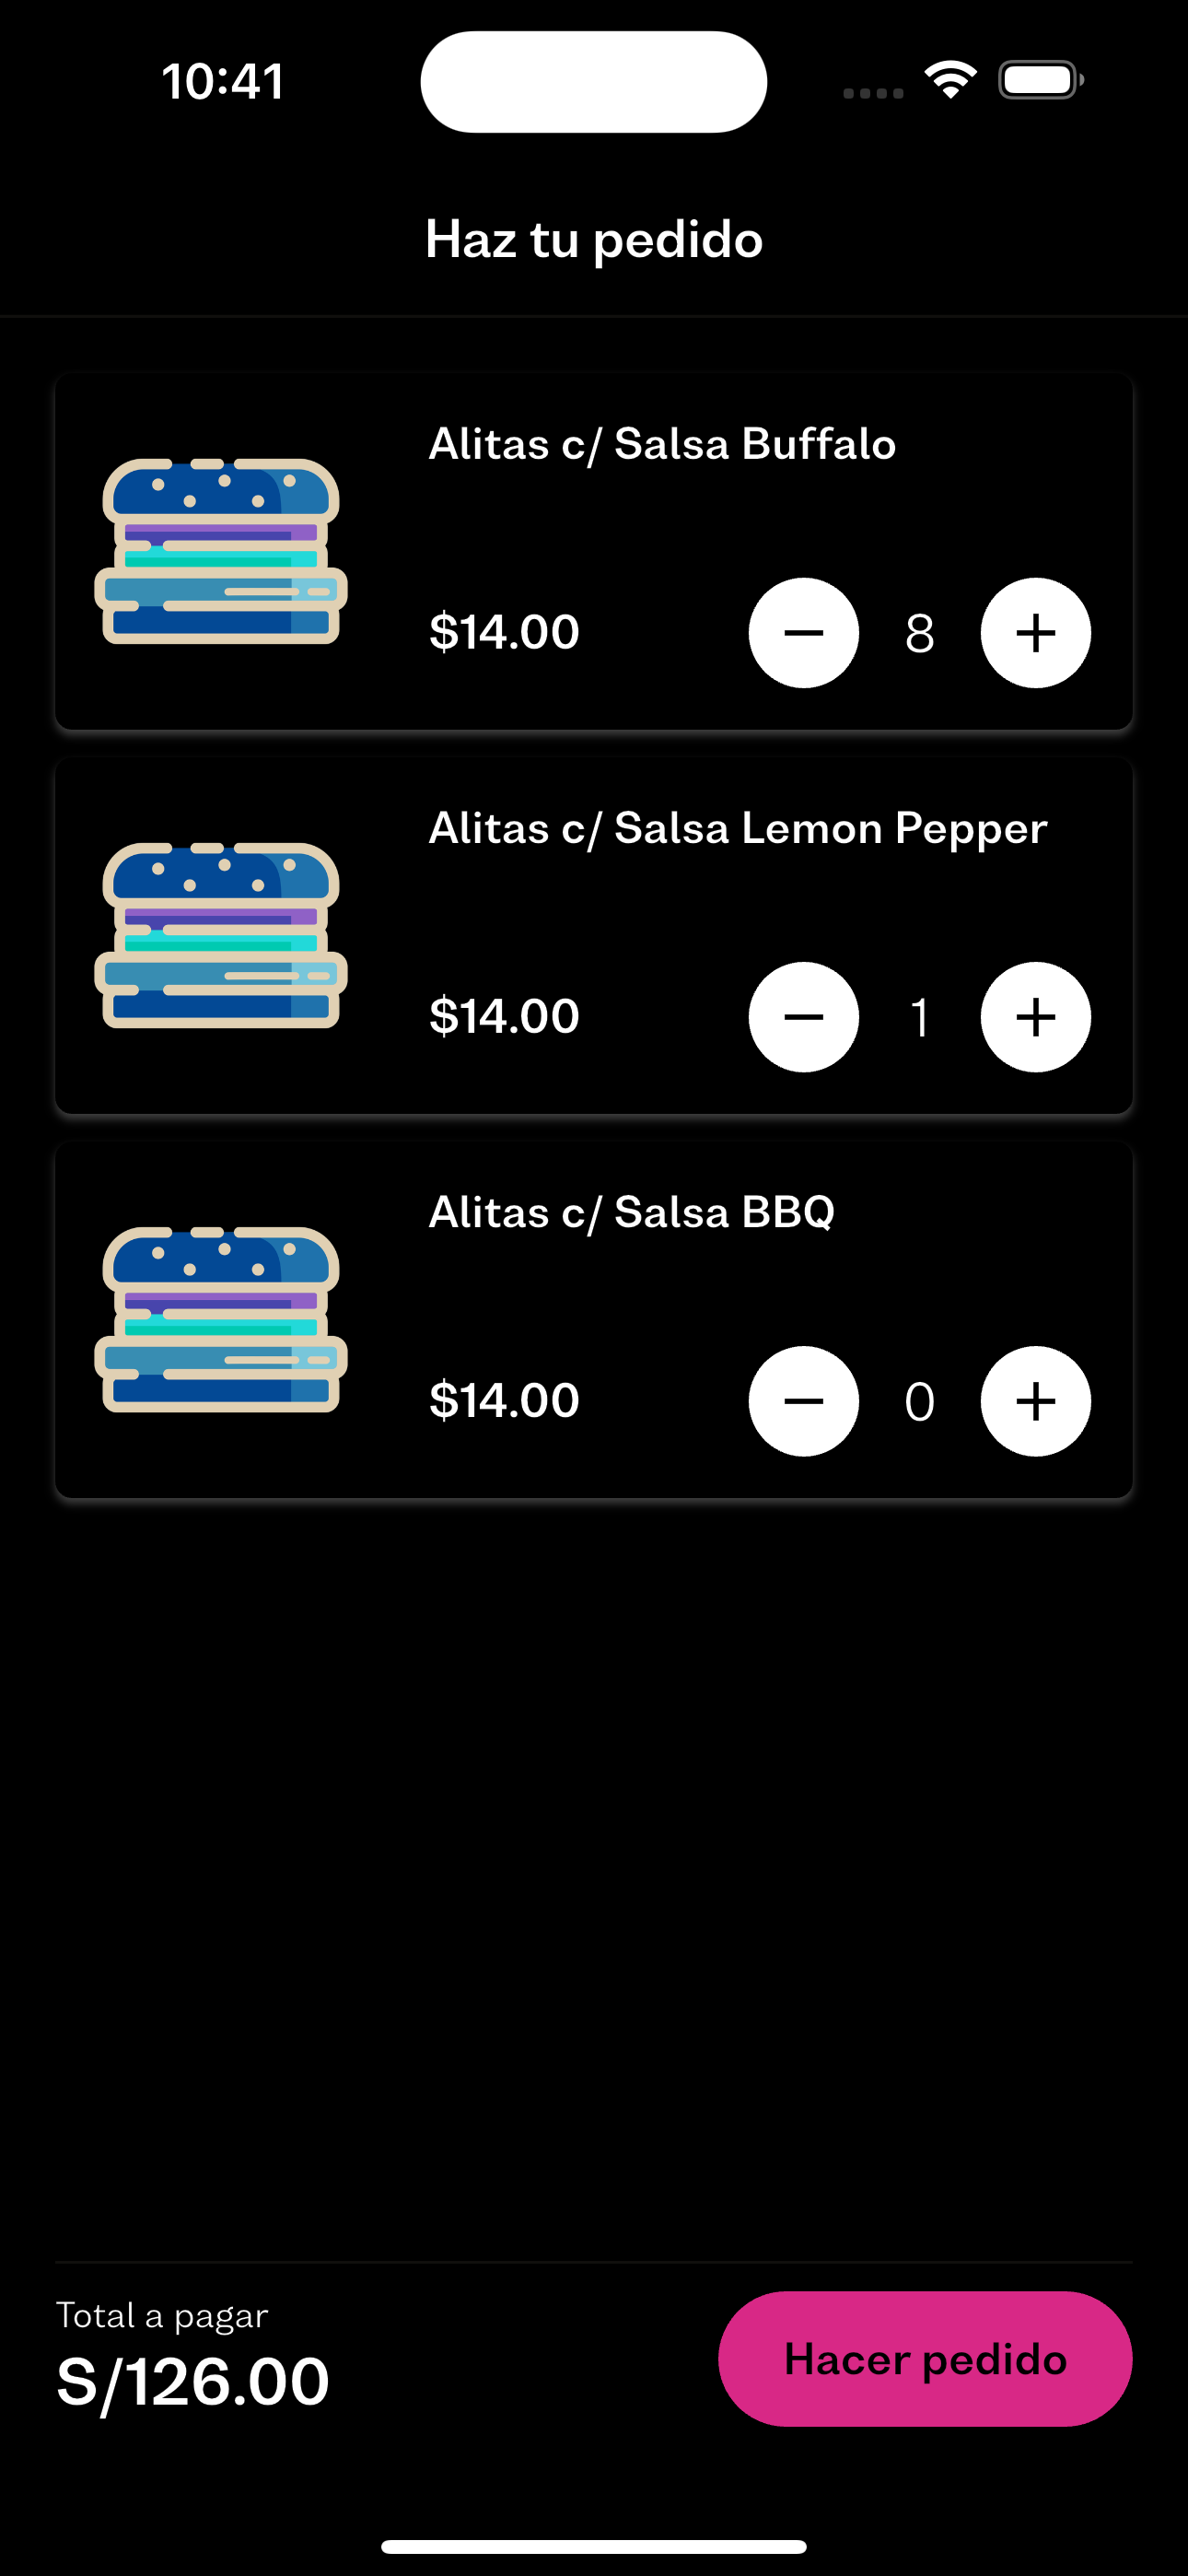 10:41
Haz tu pedido
Alitas c/ Salsa Buffalo
$14.00
8
Alitas c/ Salsa Lemon Pepper
$14.00
1
Alitas c/ Salsa BBQ
$14.00
0
Total a pagar
S/126.00
Hacer pedido